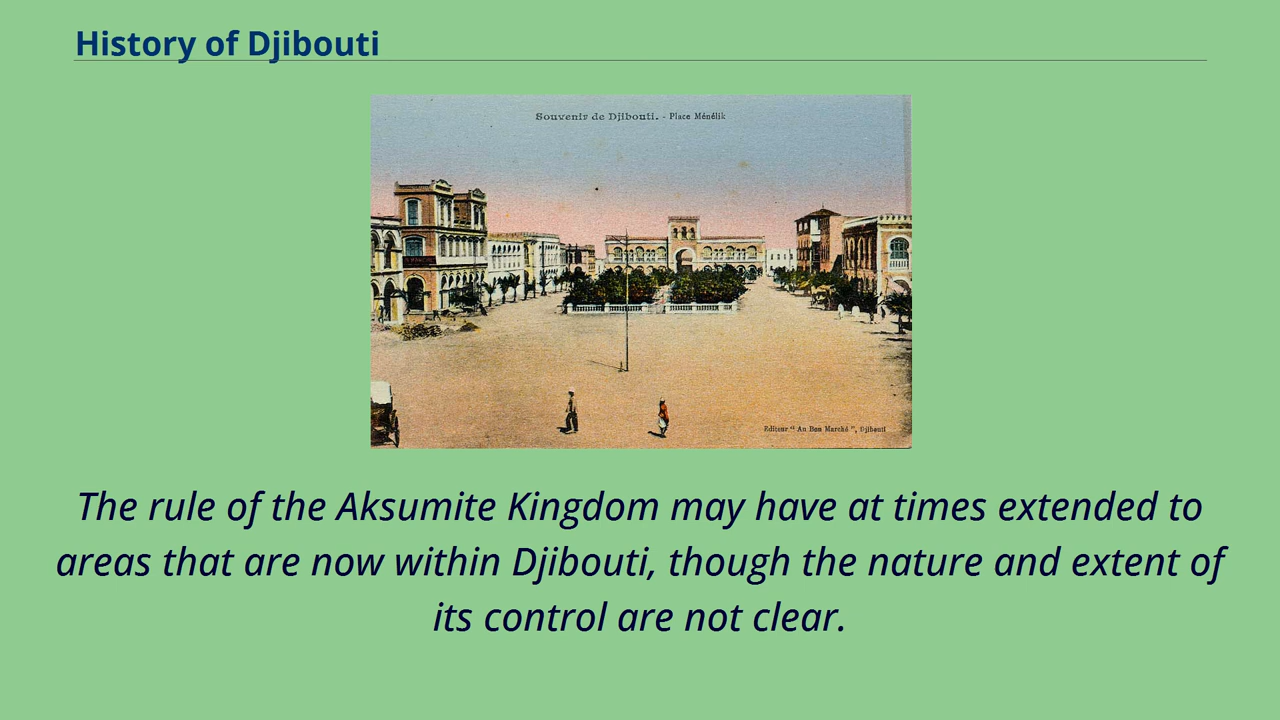 History of Djibouti
Souvenir de Djibouti. - Place Ménélik
Editeur "Au Bon Marché", Djibouti
The rule of the Aksumite Kingdom may have at times extended to
areas that are now within Djibouti, though the nature and extent of
its control are not clear.